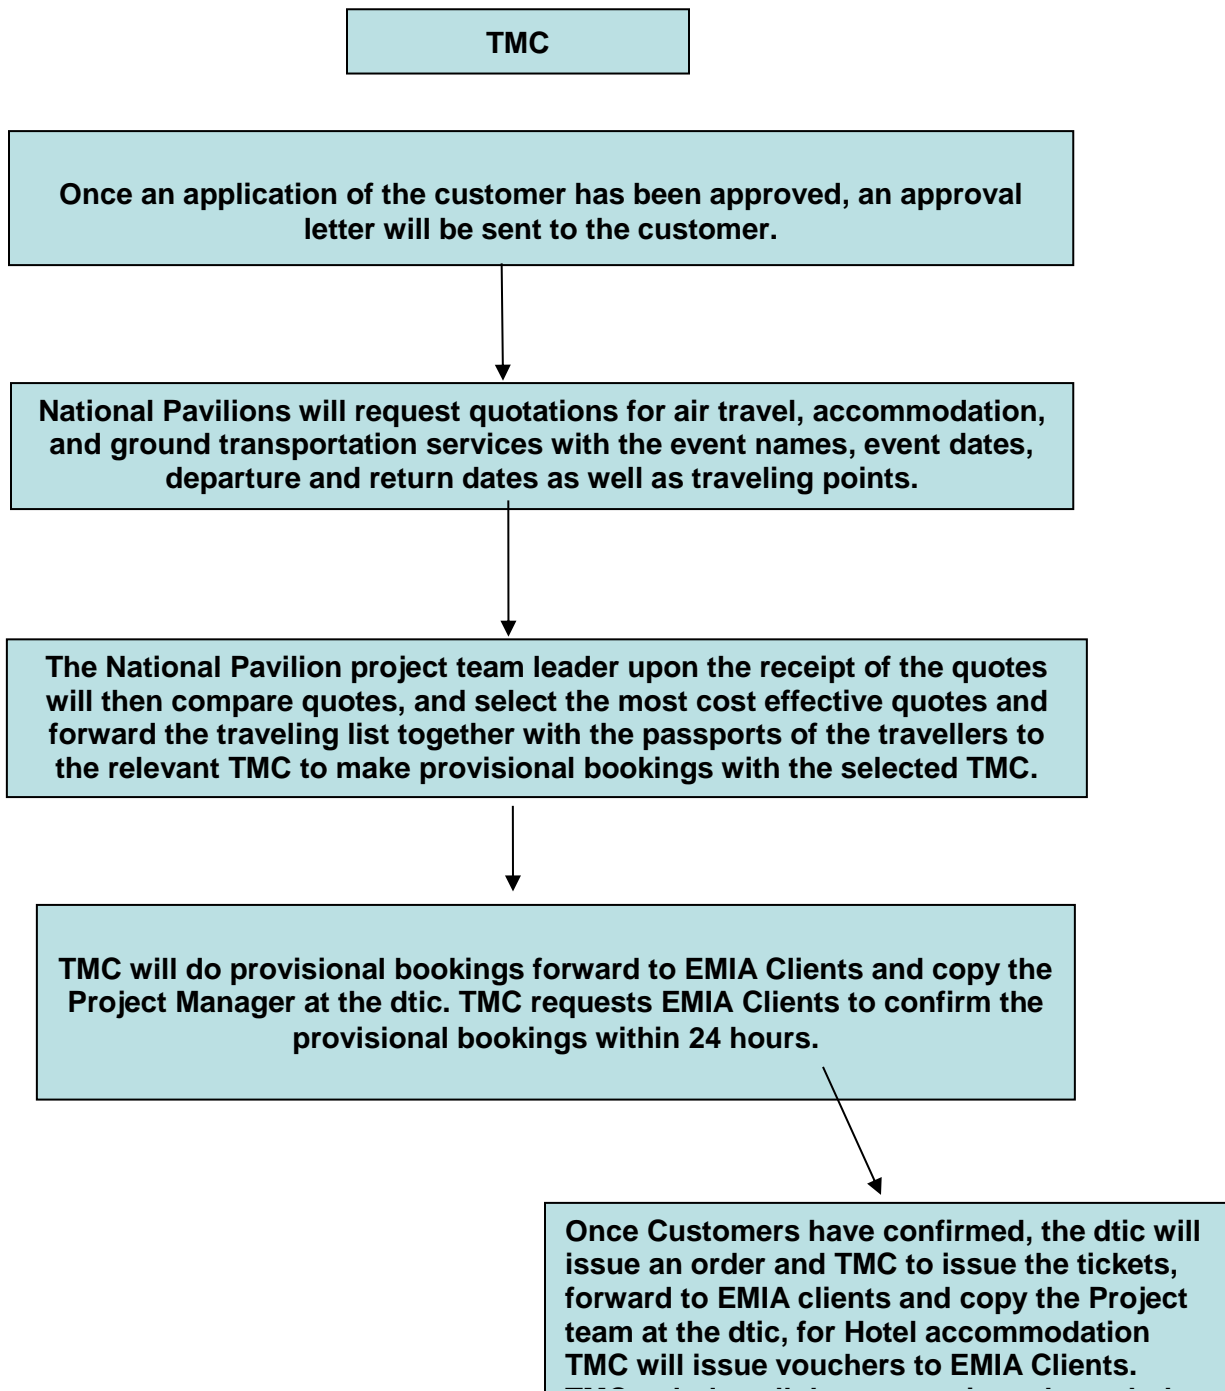 TMC
Once an application of the customer has been approved, an approval
letter will be sent to the customer.
National Pavilions will request quotations for air travel, accommodation,
and ground transportation services with the event names, event dates,
departure and return dates as well as traveling points.
The National Pavilion project team leader upon the receipt of the quotes
will then compare quotes, and select the most cost effective quotes and
forward the traveling list together with the passports of the travellers to
the relevant TMC to make provisional bookings with the selected TMC.
TMC will do provisional bookings forward to EMIA Clients and copy the
Project Manager at the dtic. TMC requests EMIA Clients to confirm the
provisional bookings within 24 hours.
Once Customers have confirmed, the dtic will
issue an order and TMC to issue the tickets,
forward to EMIA clients and copy the Project
team at the dtic, for Hotel accommodation
TMC will issue vouchers to EMIA Clients.